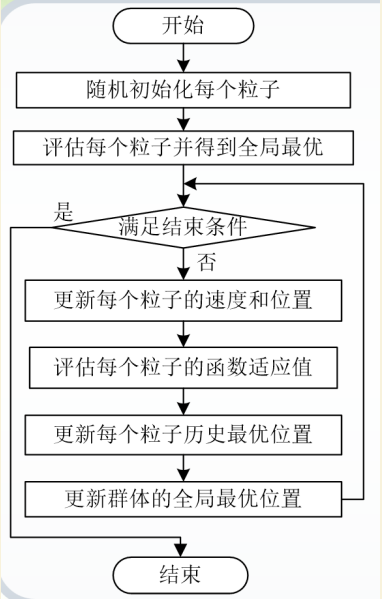 开始
随机初始化每个粒子
评估每个粒子并得到全局最优
是
满足结束条件
否
更新每个粒子的速度和位置
评估每个粒子的函数适应值
更新每个粒子历史最优位置
更新群体的全局最优位置
结束